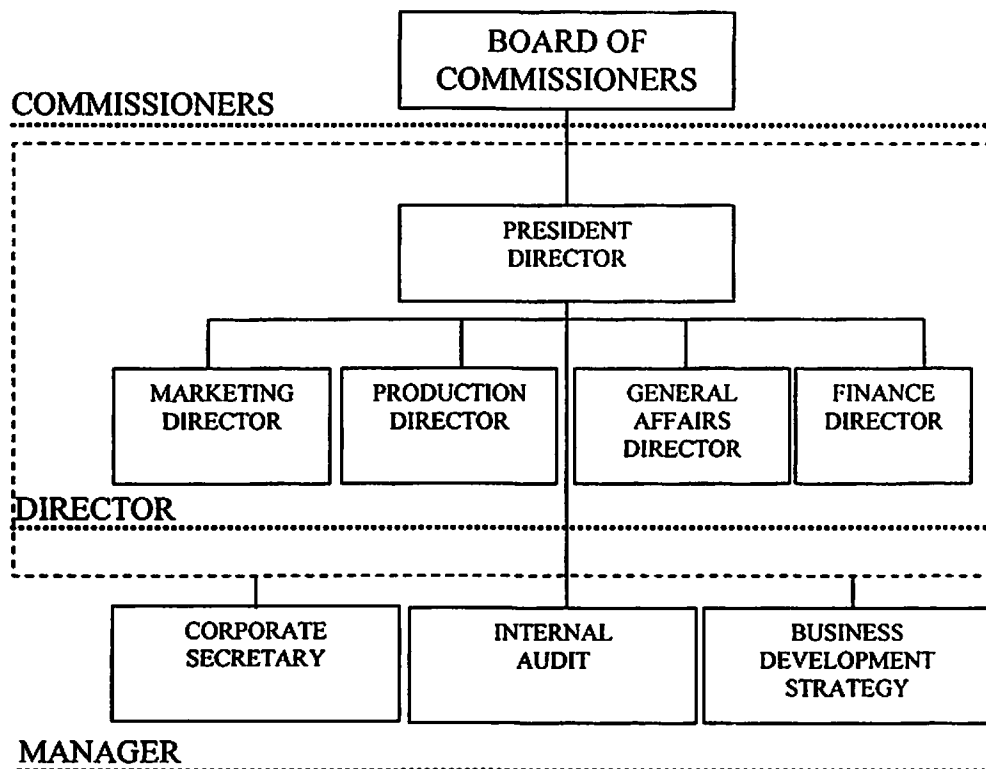 BOARD OF
COMMISSIONERS
COMMISSIONERS
PRESIDENT
DIRECTOR
MARKETING
DIRECTOR
PRODUCTION
DIRECTOR
GENERAL
AFFAIRS
DIRECTOR
FINANCE
DIRECTOR
DIRECTOR
CORPORATE
SECRETARY
INTERNAL
AUDIT
BUSINESS
DEVELOPMENT
STRATEGY
MANAGER